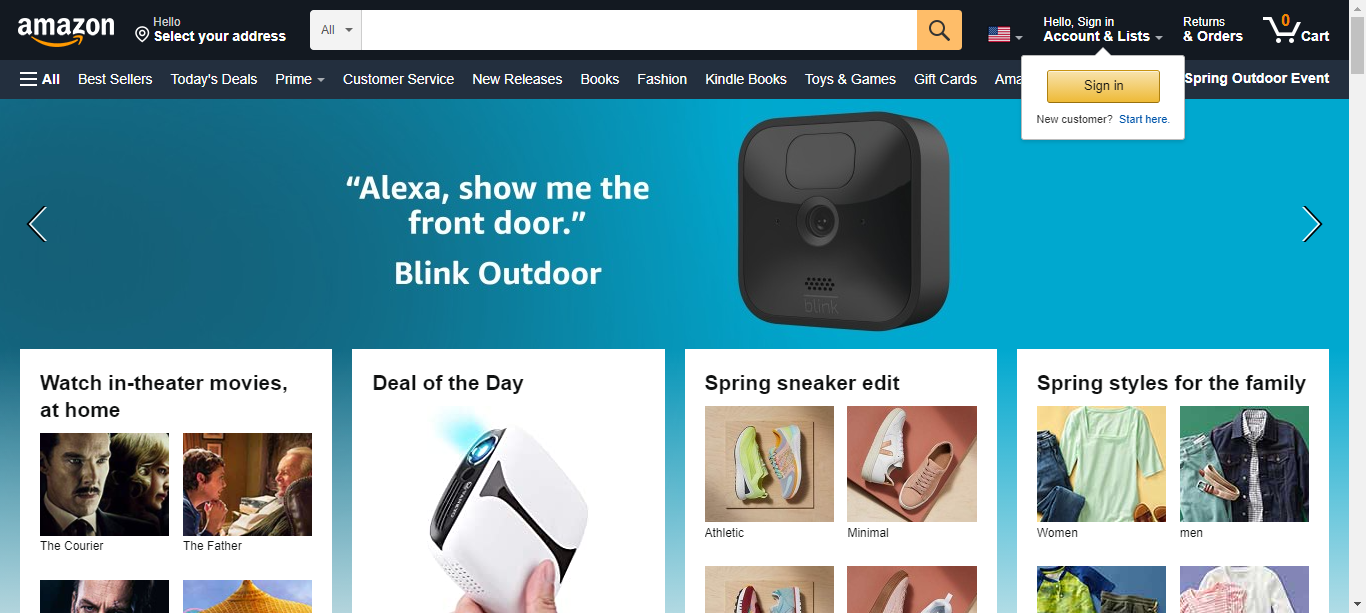 amazon
Hello
Select your address
All
Hello, Sign in
Account & Lists
Returns
& Orders
0
Cart
All
Best Sellers
Today's Deals
Prime
Customer Service
New Releases
Books
Fashion
Kindle Books
Toys & Games
Gift Cards
Ama
Spring Outdoor Event
Sign in
New customer? Start here.
“Alexa, show me the
front door.”
Blink Outdoor
blink
Watch in-theater movies,
at home
The Courier
The Father
Deal of the Day
Spring sneaker edit
Athletic
Minimal
Spring styles for the family
Women
men